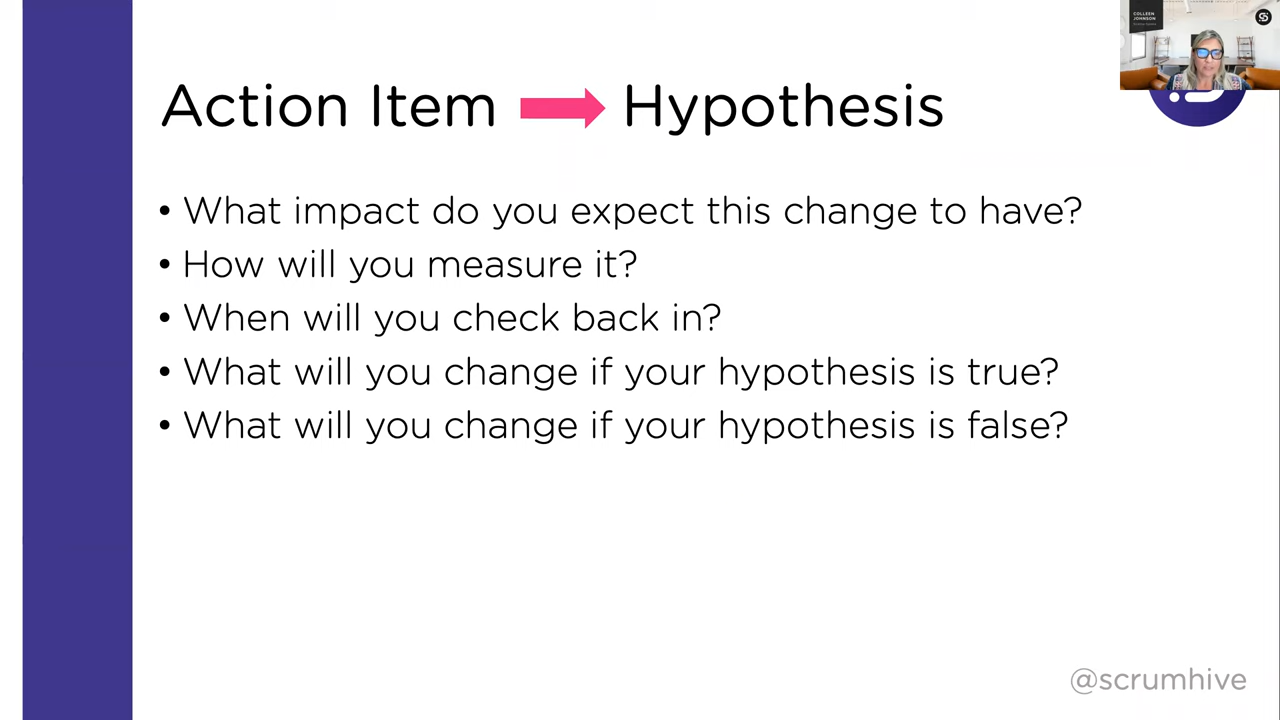 COLLEEN
JOHNSON
Action Item Hypothesis
• What impact do you expect this change to have?
• How will you measure it?
• When will you check back in?
• What will you change if your hypothesis is true?
• What will you change if your hypothesis is false?
@scrumhive